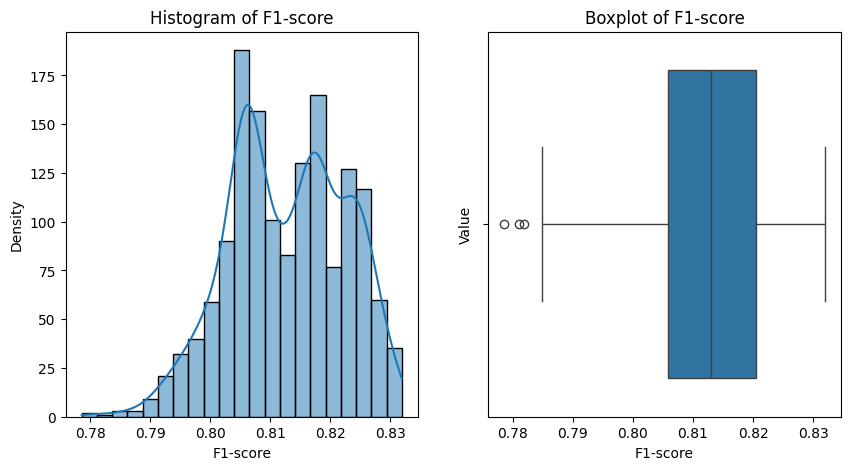 Histogram of F1-score
Density
175
150
125
100
75
50
25
0
0.78 0.79 0.80 0.81 0.82 0.83
F1-score
Boxplot of F1-score
Value
0.78 0.79 0.80 0.81 0.82 0.83
F1-score